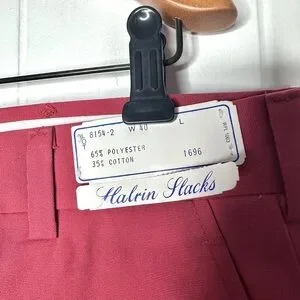 8154-2 W 40 L
65% POLYESTER
35% COTTON 1696
Halrin Slacks